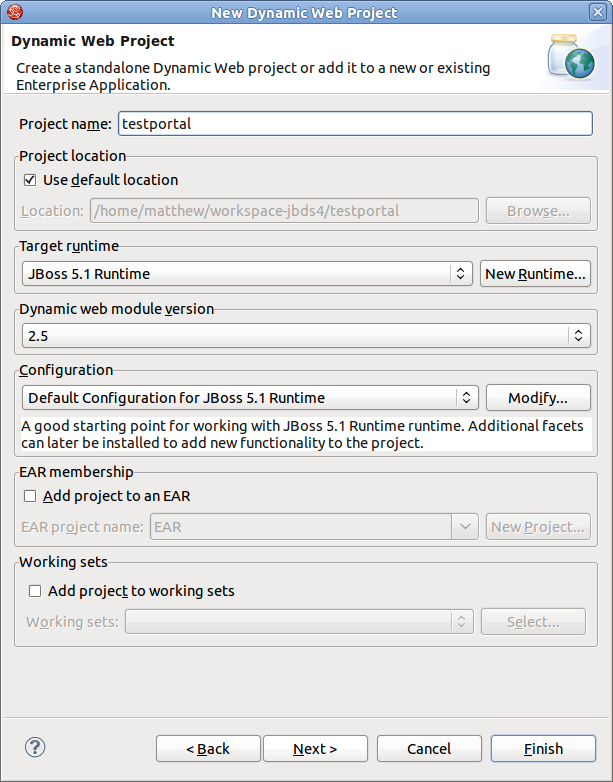 New Dynamic Web Project
Dynamic Web Project
Create a standalone Dynamic Web project or add it to a new or existing
Enterprise Application.
Project name: testportal
Project location
Use default location
Location: /home/matthew/workspace-jbds4/testportal Browse...
Target runtime
JBoss 5.1 Runtime New Runtime...
Dynamic web module version
2.5
Configuration
Default Configuration for JBoss 5.1 Runtime Modify...
A good starting point for working with JBoss 5.1 Runtime runtime. Additional facets
can later be installed to add new functionality to the project.
EAR membership
Add project to an EAR
EAR project name: EAR New Project...
Working sets
Add project to working sets
Working sets: Select...
? < Back Next > Cancel Finish